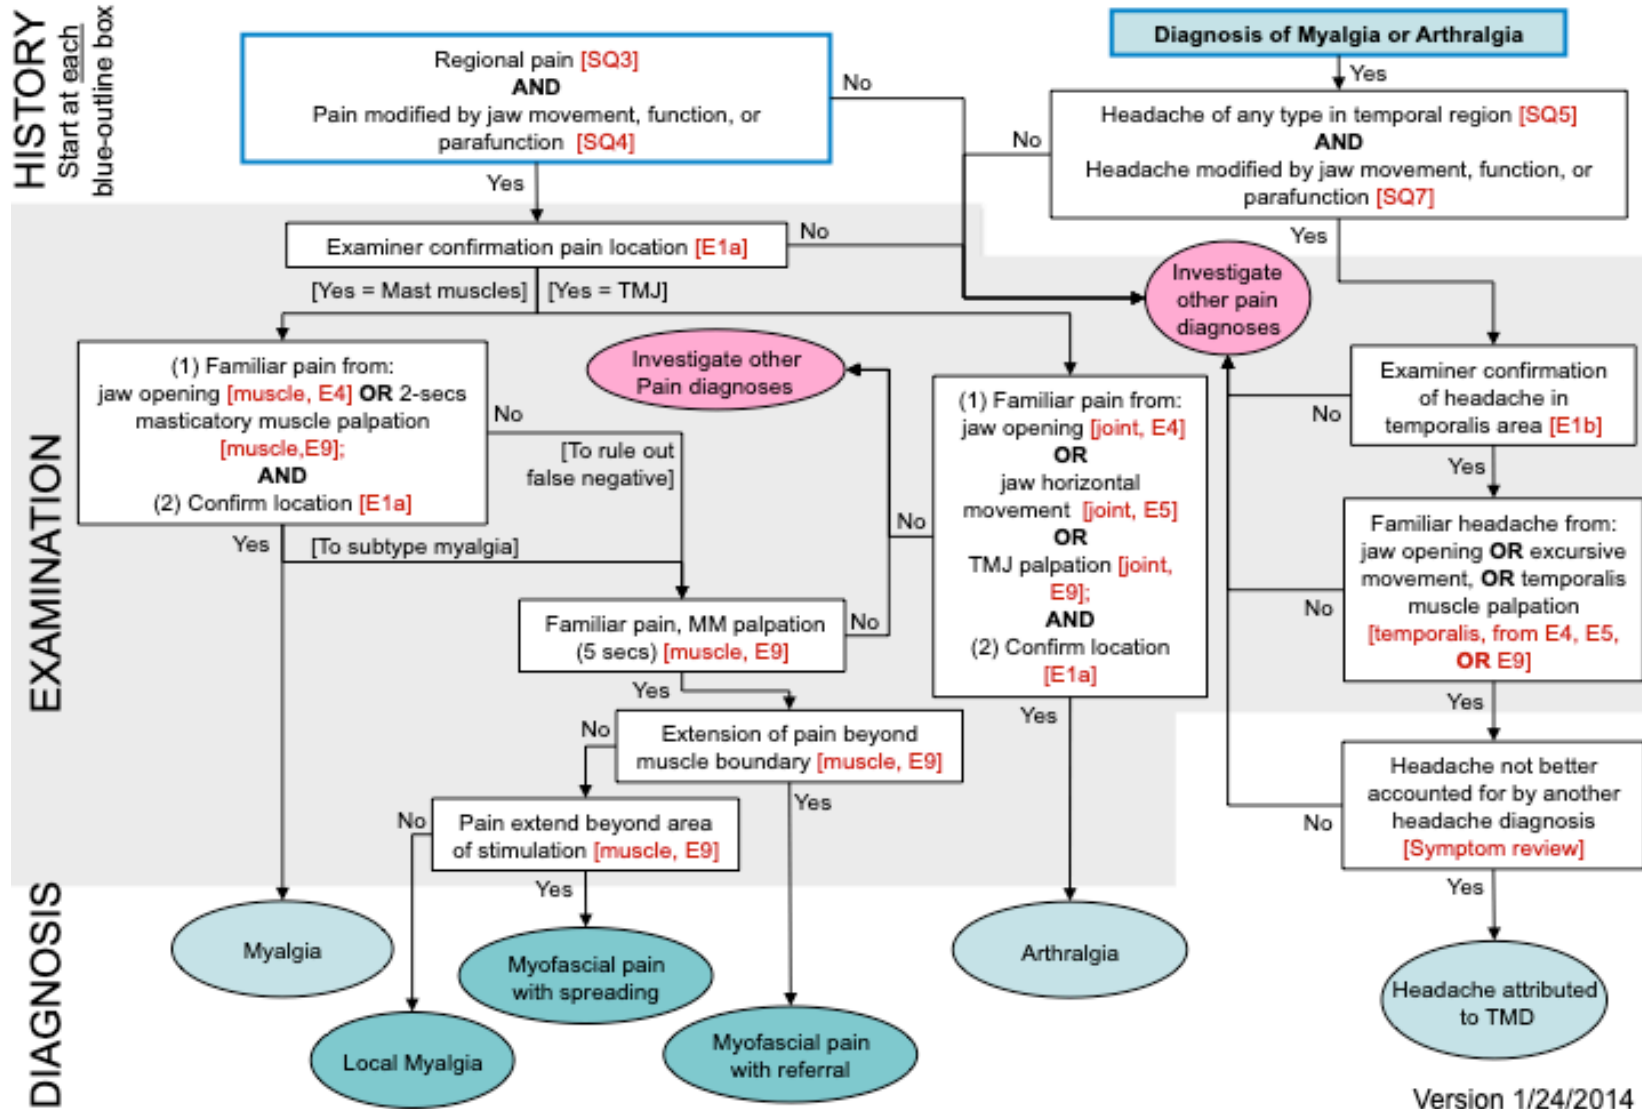 HISTORY
Start at each
blue-outline box
Regional pain [SQ3]
AND
Pain modified by jaw movement, function, or
parafunction [SQ4]
No
Yes
Diagnosis of Myalgia or Arthralgia
Yes
Headache of any type in temporal region [SQ5]
AND
Headache modified by jaw movement, function, or
parafunction [SQ7]
No
Yes
EXAMINATION
Examiner confirmation pain location [E1a]
No
[Yes = Mast muscles]
[Yes = TMJ]
Investigate
other pain
diagnoses
(1) Familiar pain from:
jaw opening [muscle, E4] OR 2-secs
masticatory muscle palpation
[muscle,E9];
AND
(2) Confirm location [E1a]
No
[To rule out
false negative]
Yes
[To subtype myalgia]
Investigate other
Pain diagnoses
(1) Familiar pain from:
jaw opening [joint, E4]
OR
jaw horizontal
movement [joint, E5]
OR
TMJ palpation [joint,
E9];
AND
(2) Confirm location
[E1a]
No
Yes
Examiner confirmation
of headache in
temporalis area [E1b]
No
Yes
Familiar headache from:
jaw opening OR excursive
movement, OR temporalis
muscle palpation
[temporalis, from E4, E5,
OR E9]
No
Yes
Familiar pain, MM palpation
(5 secs) [muscle, E9]
No
Yes
Extension of pain beyond
muscle boundary [muscle, E9]
No
Yes
Pain extend beyond area
of stimulation [muscle, E9]
No
Yes
Headache not better
accounted for by another
headache diagnosis
[Symptom review]
No
Yes
DIAGNOSIS
Myalgia
Local Myalgia
Myofascial pain
with spreading
Myofascial pain
with referral
Arthralgia
Headache attributed
to TMD
Version 1/24/2014